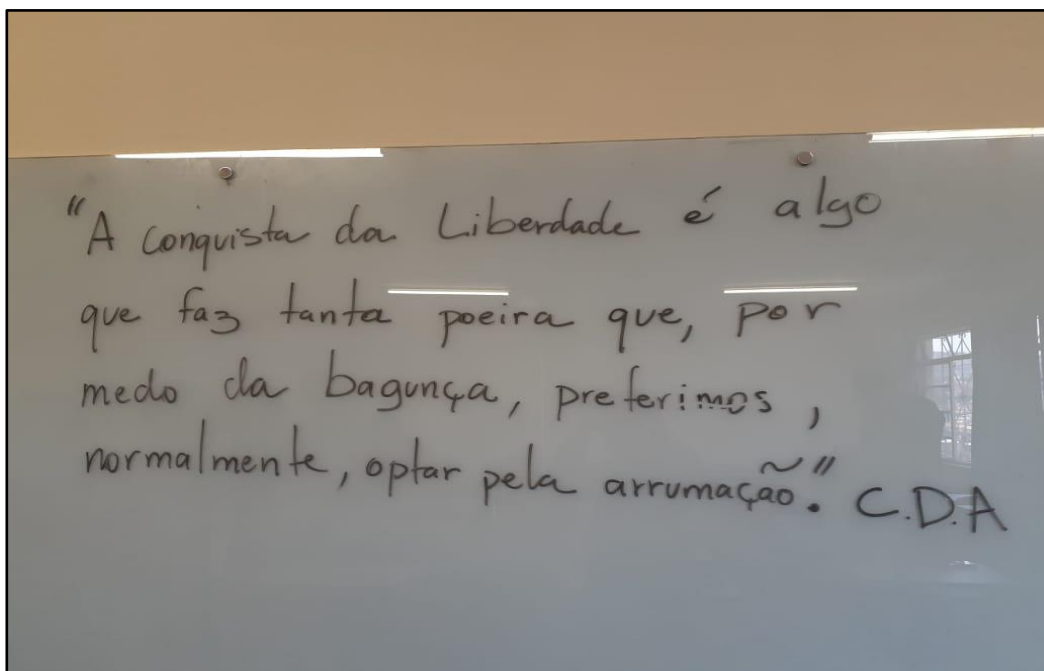 "A conquista da Liberdade é algo
que faz tanta poeira que, por
medo da bagunça, preferimos,
normalmente, optar pela arrumação." C.D.A